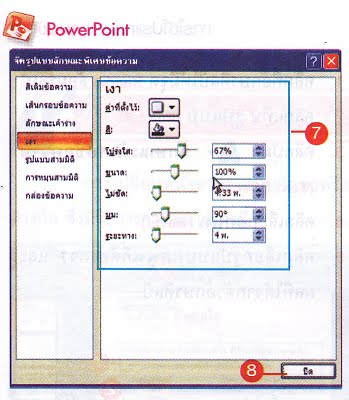 PowerPoint
จัดรูปแบบลักษณะพิเศษข้อความ
สีเติมข้อความ
เส้นกรอบข้อความ
ลักษณะเค้าร่าง
เงา
รูปแบบสามมิติ
การหมุนสามมิติ
กล่องข้อความ
เงา
ค่าที่ตั้งไว้:
สี:
โปร่งใส: 67%
ขนาด: 100%
ไม่ชัด: 4.33 พ.
มุม: 90°
ระยะทาง: 4 พ.
7
8 ปิด